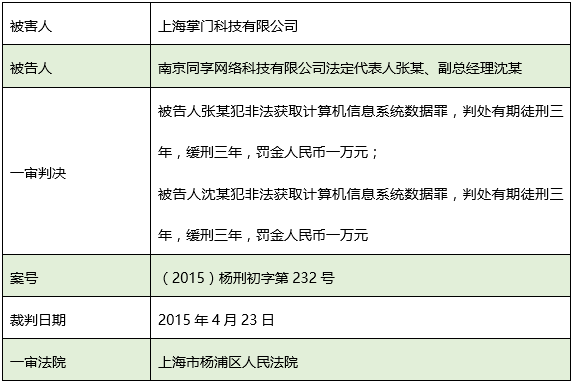 被害人 上海掌门科技有限公司
被告人 南京同享网络科技有限公司法定代表人张某、副总经理沈某
一审判决
被告人张某犯非法获取计算机信息系统数据罪，判处有期徒刑三
年，缓刑三年，罚金人民币一万元；
被告人沈某犯非法获取计算机信息系统数据罪，判处有期徒刑三
年，缓刑三年，罚金人民币一万元
案号 （2015）杨刑初字第 232 号
裁判日期 2015 年 4 月 23 日
一审法院 上海市杨浦区人民法院